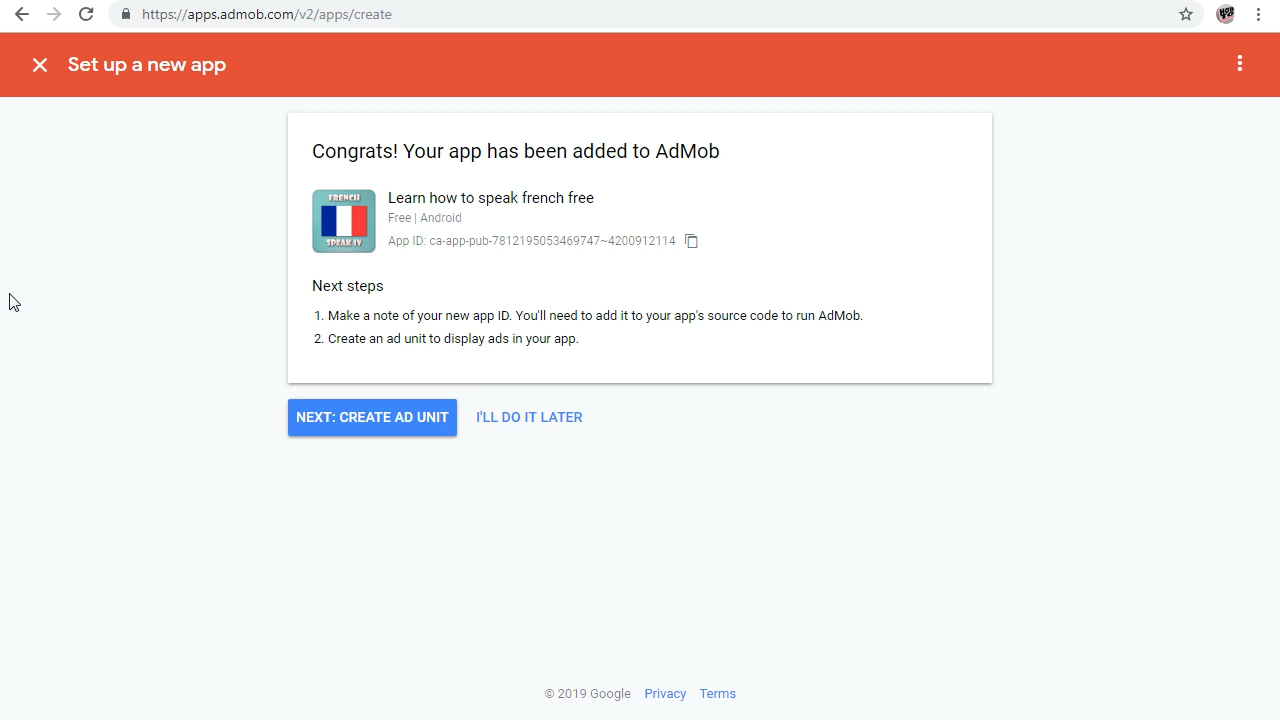 https://apps.admob.com/v2/apps/create
Set up a new app
Congrats! Your app has been added to AdMob
FRENCH
SPEAK IV
Learn how to speak french free
Free | Android
App ID: ca-app-pub-7812195053469747~4200912114
Next steps
1. Make a note of your new app ID. You'll need to add it to your app's source code to run AdMob.
2. Create an ad unit to display ads in your app.
NEXT: CREATE AD UNIT I'LL DO IT LATER
© 2019 Google Privacy Terms